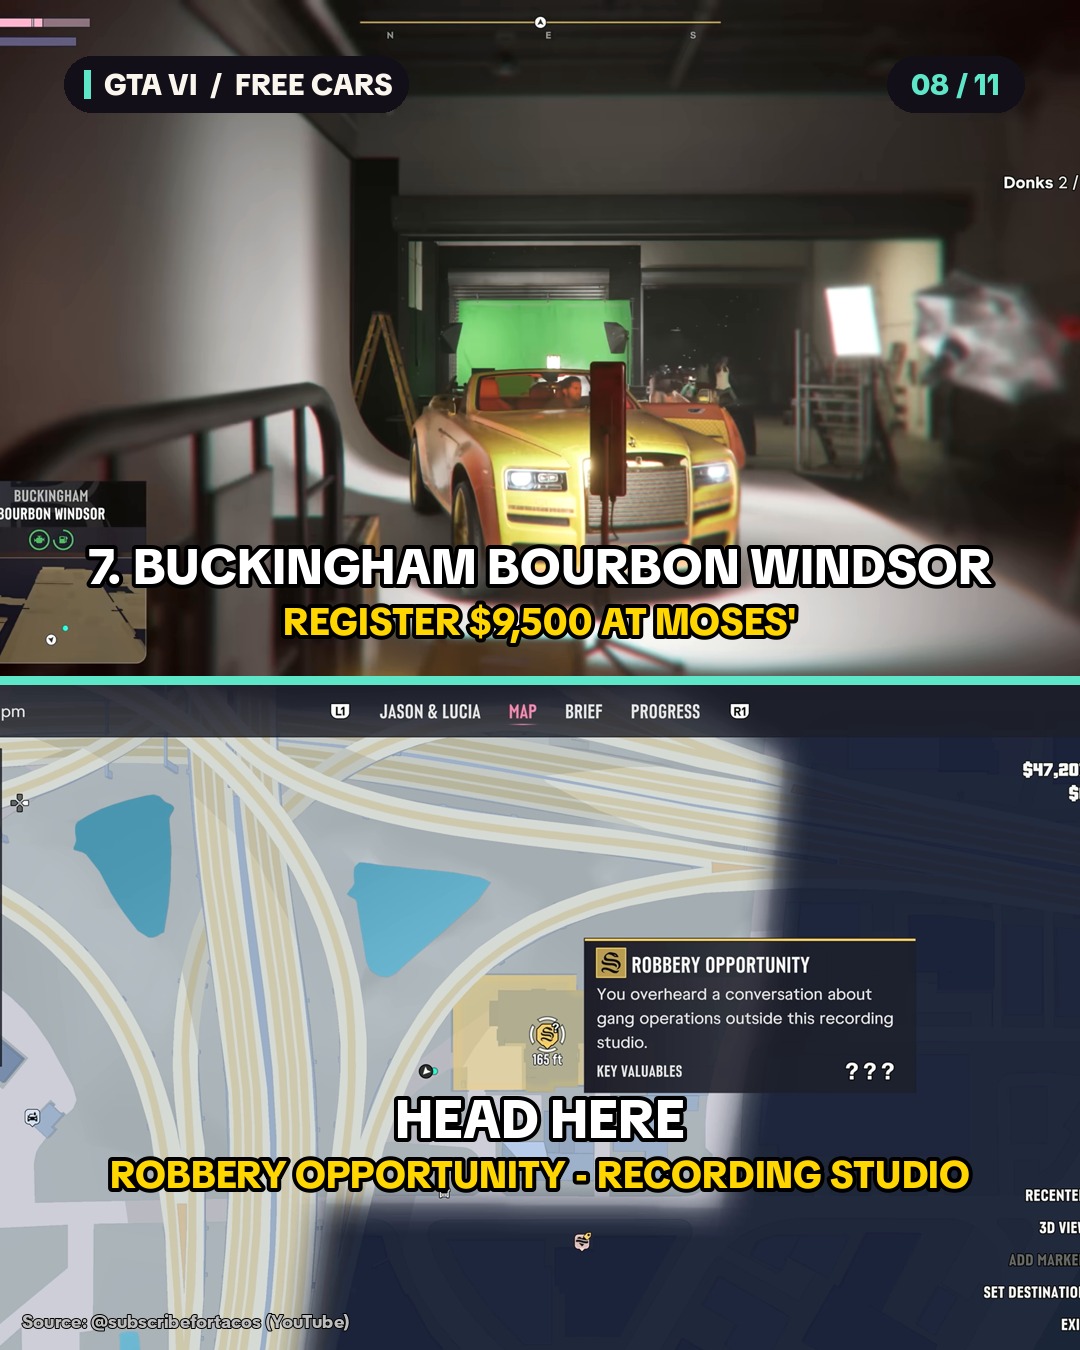 N E S
GTA VI / FREE CARS
08 / 11
Donks 2 /
BUCKINGHAM
BOURBON WINDSOR
7. BUCKINGHAM BOURBON WINDSOR
REGISTER $9,500 AT MOSES'
pm
L1 JASON & LUCIA MAP BRIEF PROGRESS R1
$47,20
ROBBERY OPPORTUNITY
You overheard a conversation about
gang operations outside this recording
studio.
165 ft
KEY VALUABLES ???
HEAD HERE
ROBBERY OPPORTUNITY - RECORDING STUDIO
RECENTE
3D VIE
ADD MARKE
SET DESTINATIO
EXI
Source: @subscribefortacos (YouTube)